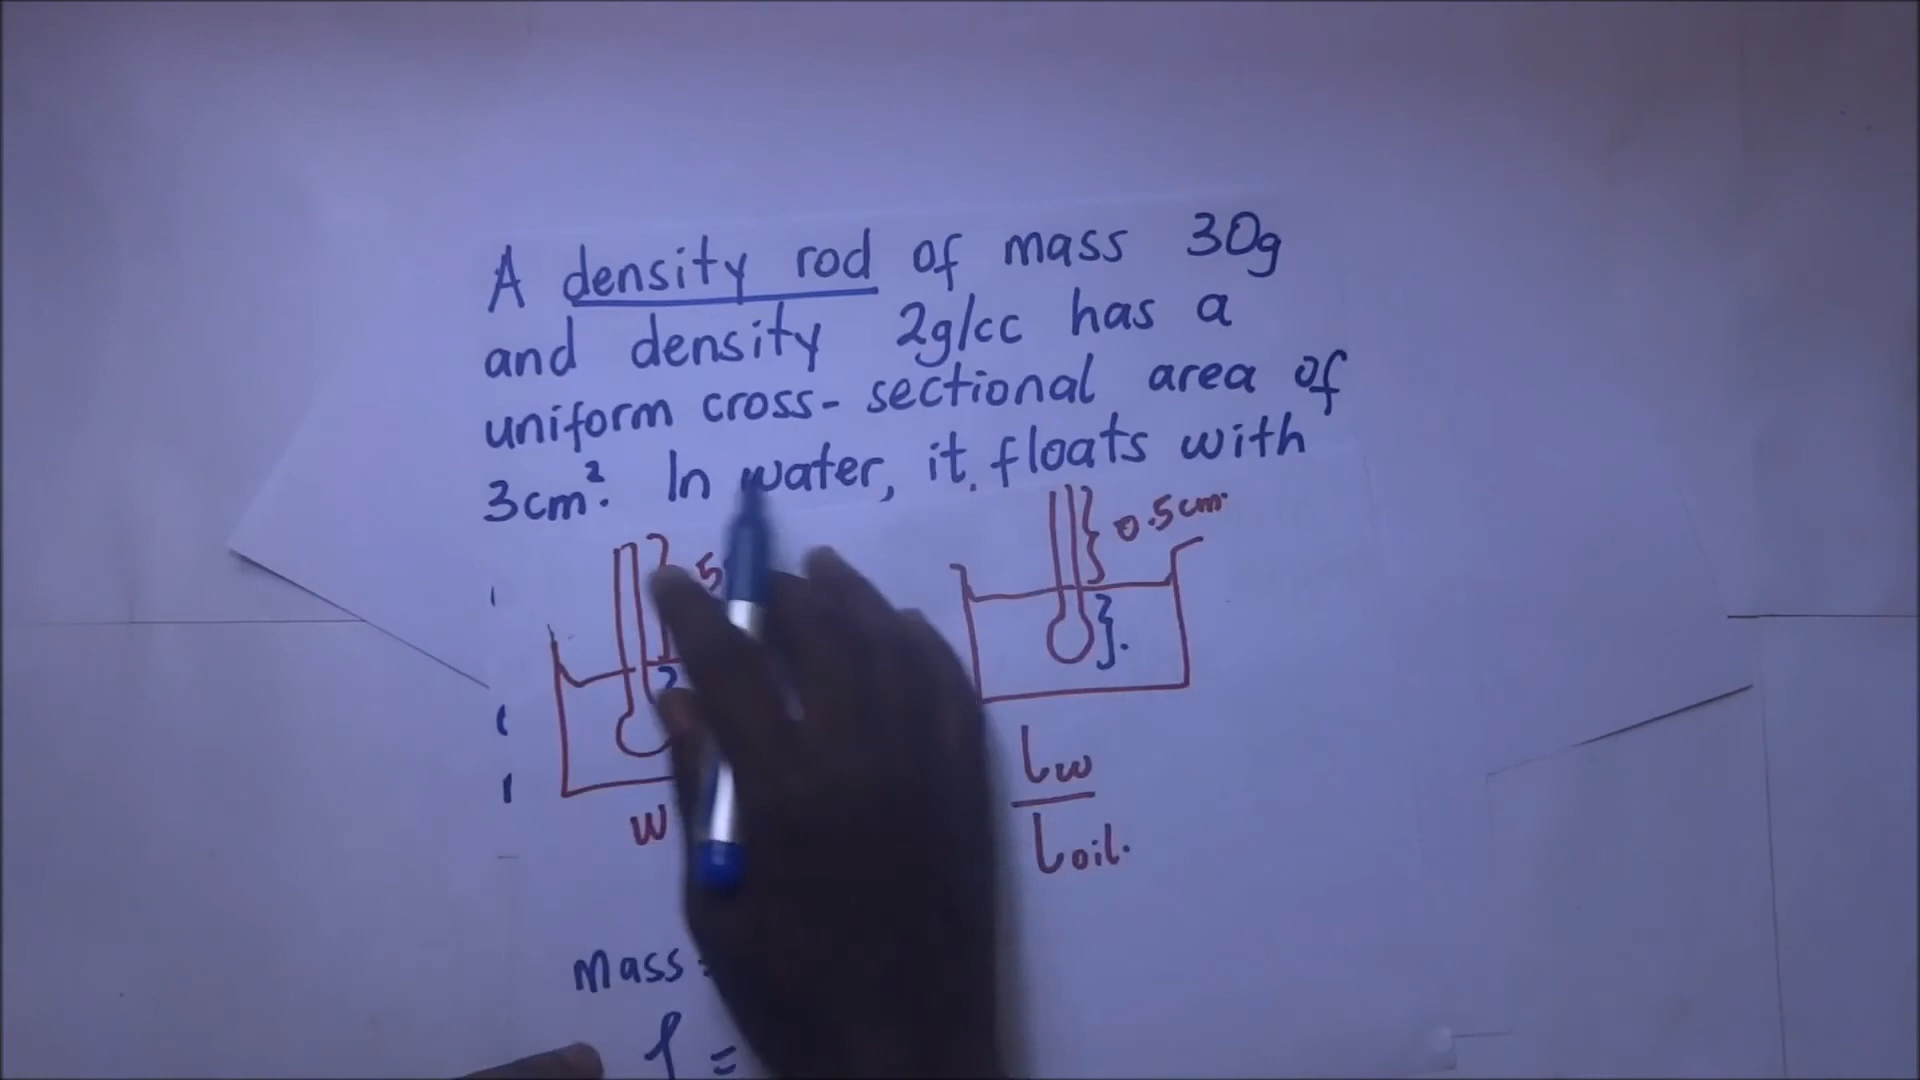 A density rod of mass 30g
and density 2g/cc has a
uniform cross-sectional area of
3cm². In water, it floats with
5
0.5cm.
W
Lw
Loil.
Mass
ρ =